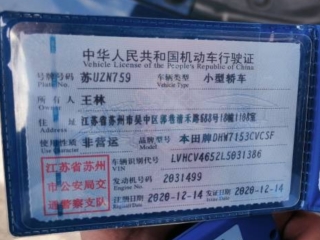 中华人民共和国机动车行驶证
Vehicle License of the People's Republic of China
号牌号码 苏UZN759 车辆类型 小型轿车
Plate No. Vehicle Type
所有人 王林
Owner
住址 江苏省苏州市吴中区
Address
使用性质 非营运 品牌型号 本田牌DHW7153CVCSF
Use Character Model
江苏省苏州市公安局交通警察支队
车辆识别代号 LVHCV465ZL5031386
VIN
发动机号码 2031499
Engine No.
注册日期 2020-12-14 发证日期 2020-12-14